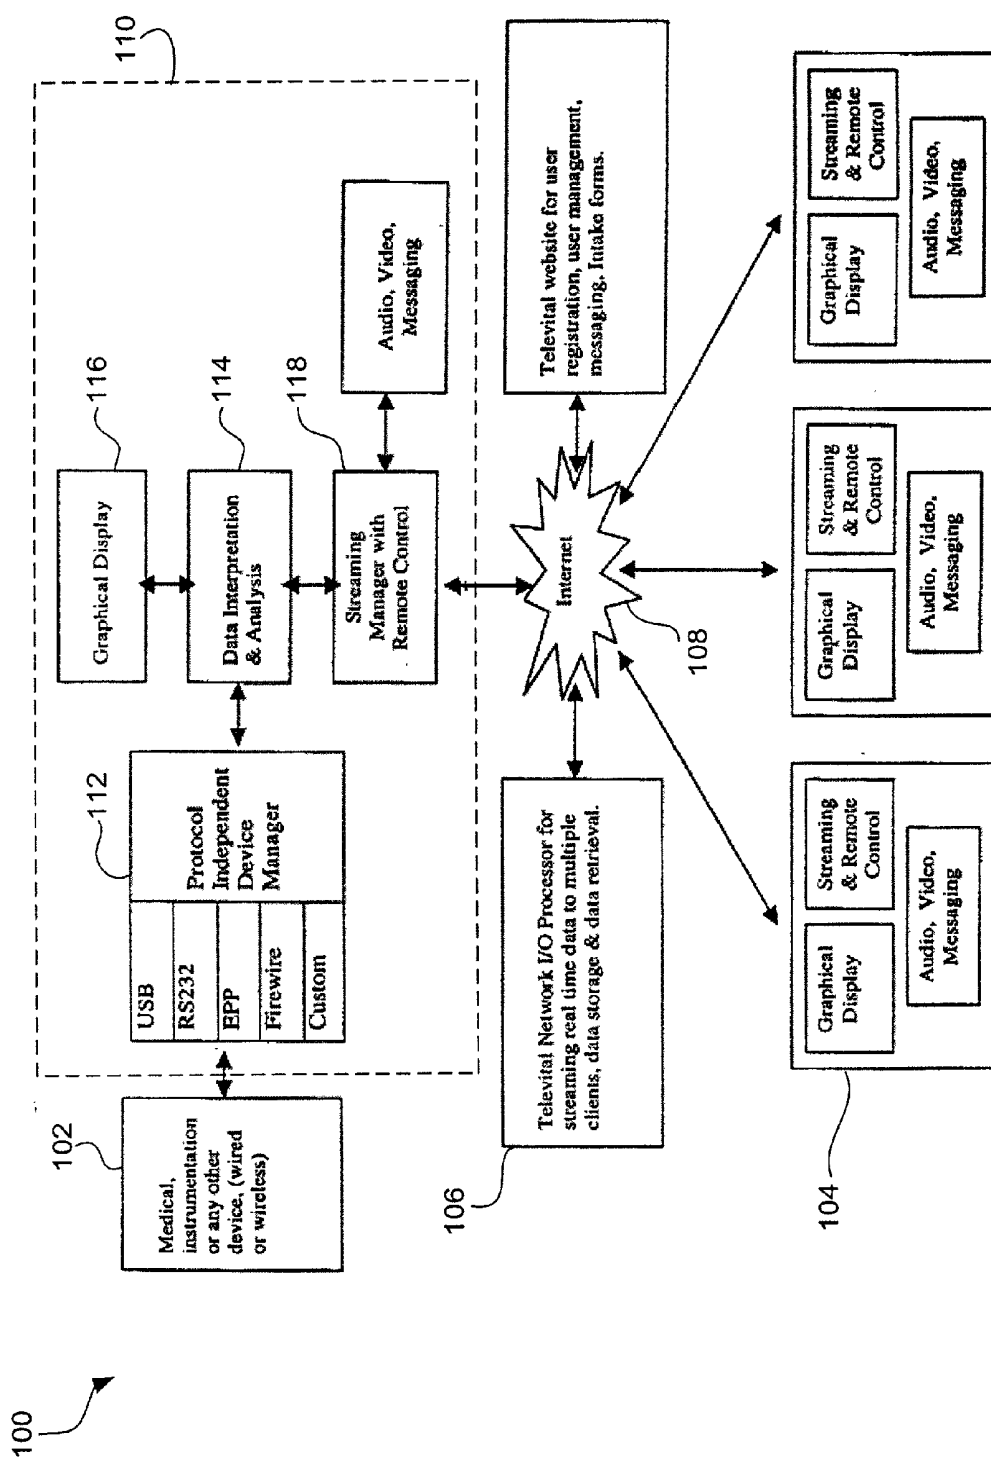 100
102
Medical,
instrumentation
or any other
device, (wired
or wireless)
110
112
USB
RS232
EPP
Firewire
Custom
Protocol
Independent
Device
Manager
116
Graphical Display
114
Data Interpretation
& Analysis
118
Streaming
Manager with
Remote Control
Audio, Video,
Messaging
106
Televital Network I/O Processor for
streaming real time data to multiple
clients, data storage & data retrieval.
Internet
108
Televital website for user
registration, user management,
messaging, Intake forms.
104
Graphical
Display
Streaming
& Remote
Control
Audio, Video,
Messaging
Graphical
Display
Streaming
& Remote
Control
Audio, Video,
Messaging
Graphical
Display
Streaming
& Remote
Control
Audio, Video,
Messaging